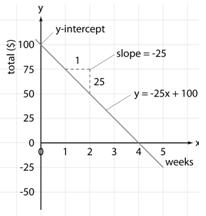 y
y-intercept
total ($)
100
1
slope = -25
75
25
50
y = -25x + 100
25
0
0 1 2 3 4 5 x
weeks
-25
-50